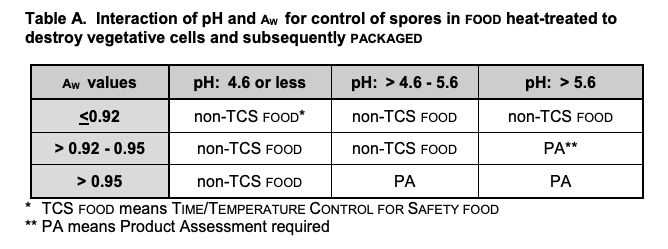 Table A. Interaction of pH and Aw for control of spores in FOOD heat-treated to
destroy vegetative cells and subsequently PACKAGED
Aw values pH: 4.6 or less pH: > 4.6 - 5.6 pH: > 5.6
≤0.92 non-TCS FOOD* non-TCS FOOD non-TCS FOOD
> 0.92 - 0.95 non-TCS FOOD non-TCS FOOD PA**
> 0.95 non-TCS FOOD PA PA
* TCS FOOD means TIME/TEMPERATURE CONTROL FOR SAFETY FOOD
** PA means Product Assessment required